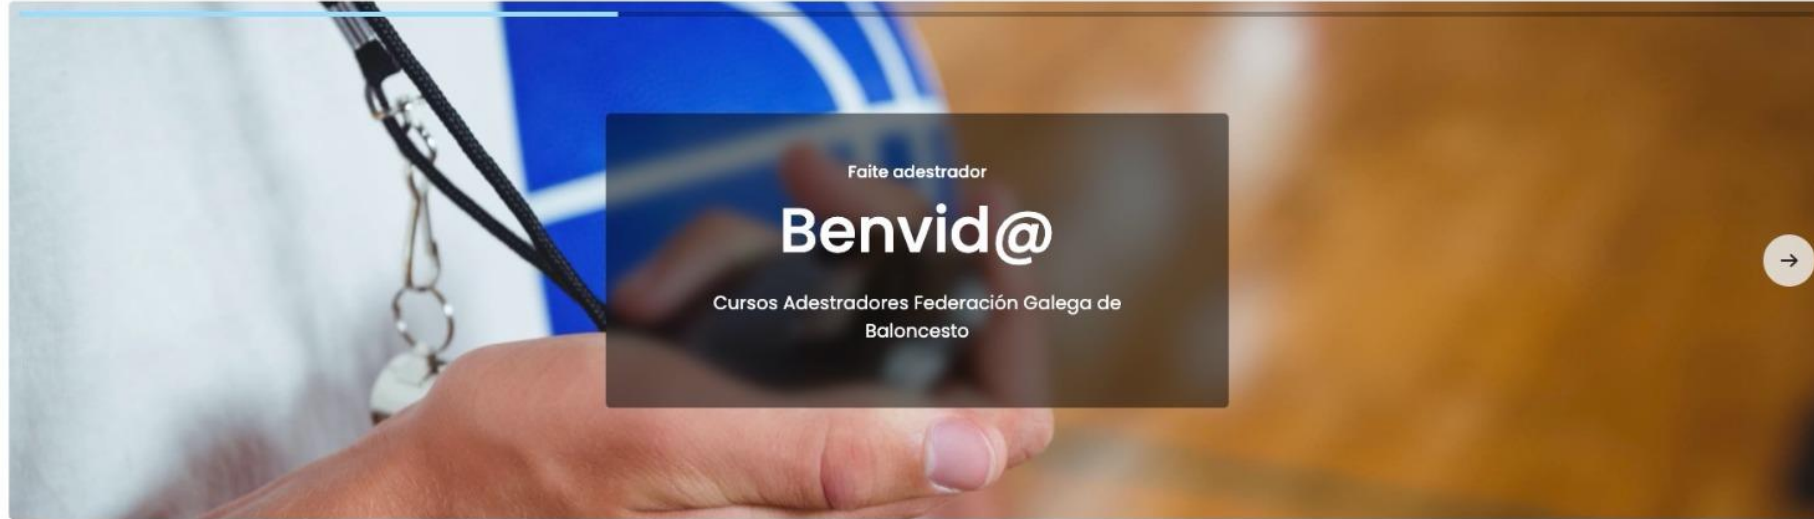 Faite adestrador
Benvid@
Cursos Adestradores Federación Galega de
Baloncesto